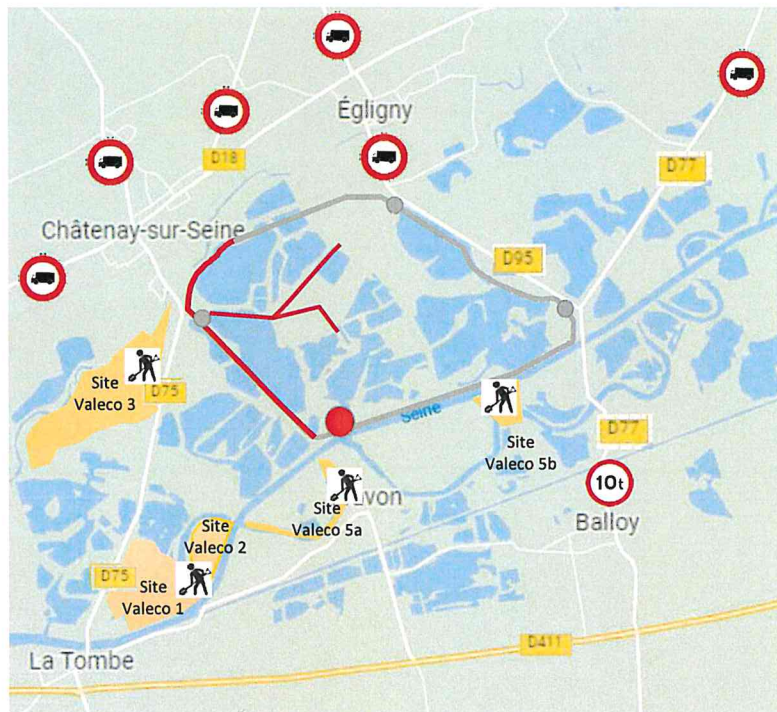 Égligny
D18
D77
Châtenay-sur-Seine
D95
Site
Valeco 3
D75
Seine
Site
Valeco 5b
D77
10t
Site
Valeco 5a
Balloy
Site
Valeco 2
D75
Site
Valeco 1
D411
La Tombe